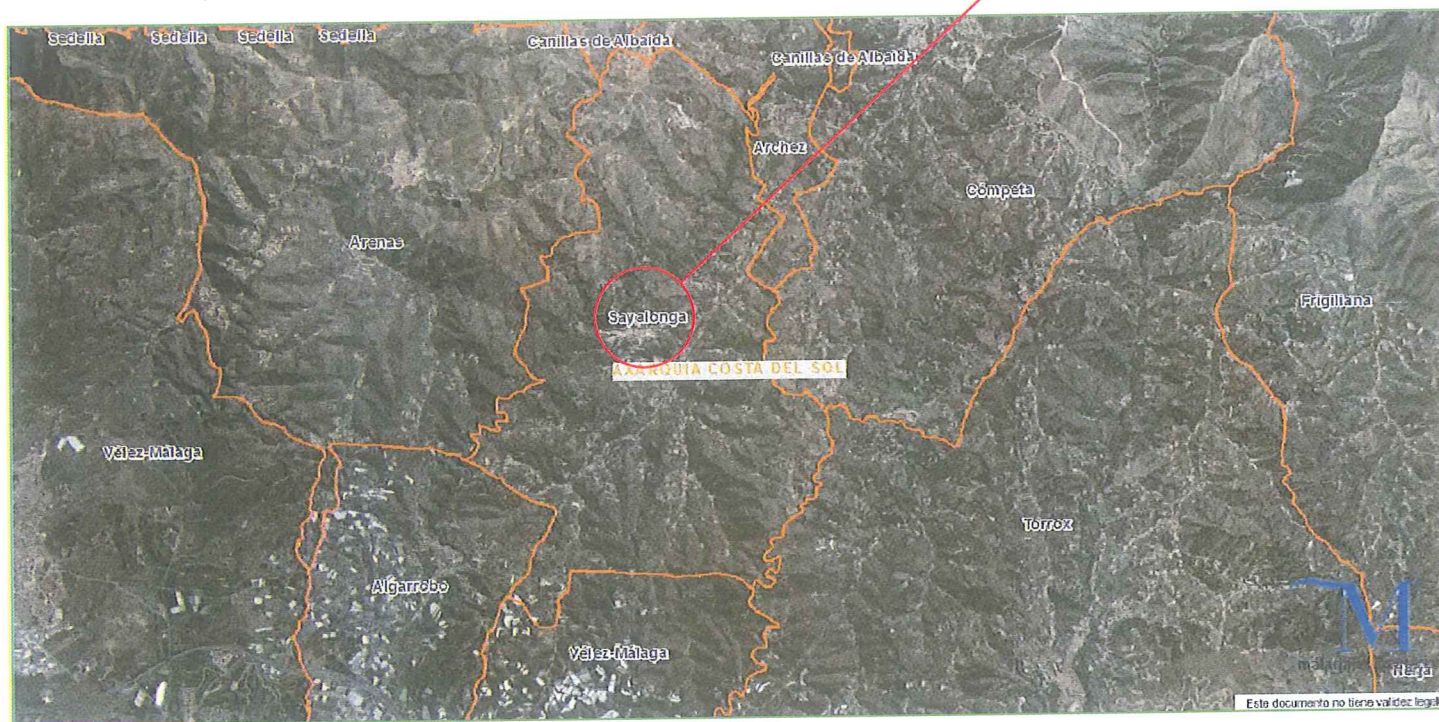 Sedella Sedella Sedella Sedella Canillas de Albaida
Canillas de Albaida
Archez
Cómpeta
Arenas
Frigiliana
Sayalonga
AXARQUIA COSTA DEL SOL
Vélez-Málaga
Torrox
Algarrobo
M
Vélez-Málaga
Nerja
Este documento no tiene validez legal